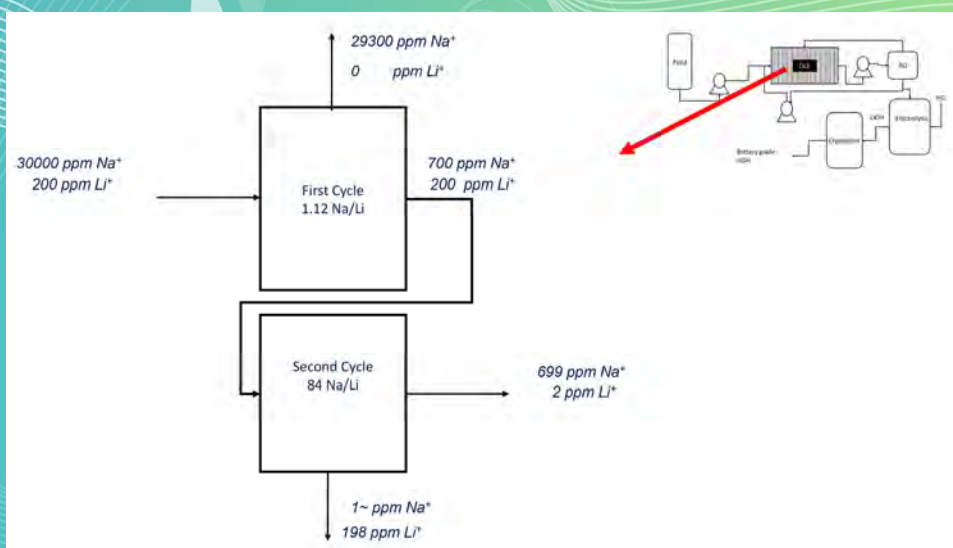 29300 ppm Na⁺
0 ppm Li⁺
30000 ppm Na⁺
200 ppm Li⁺
First Cycle
1.12 Na/Li
700 ppm Na⁺
200 ppm Li⁺
Second Cycle
84 Na/Li
699 ppm Na⁺
2 ppm Li⁺
1~ ppm Na⁺
198 ppm Li⁺
Feed
DLE
RO
LiOH
Electrolysis
Battery grade
LiOH